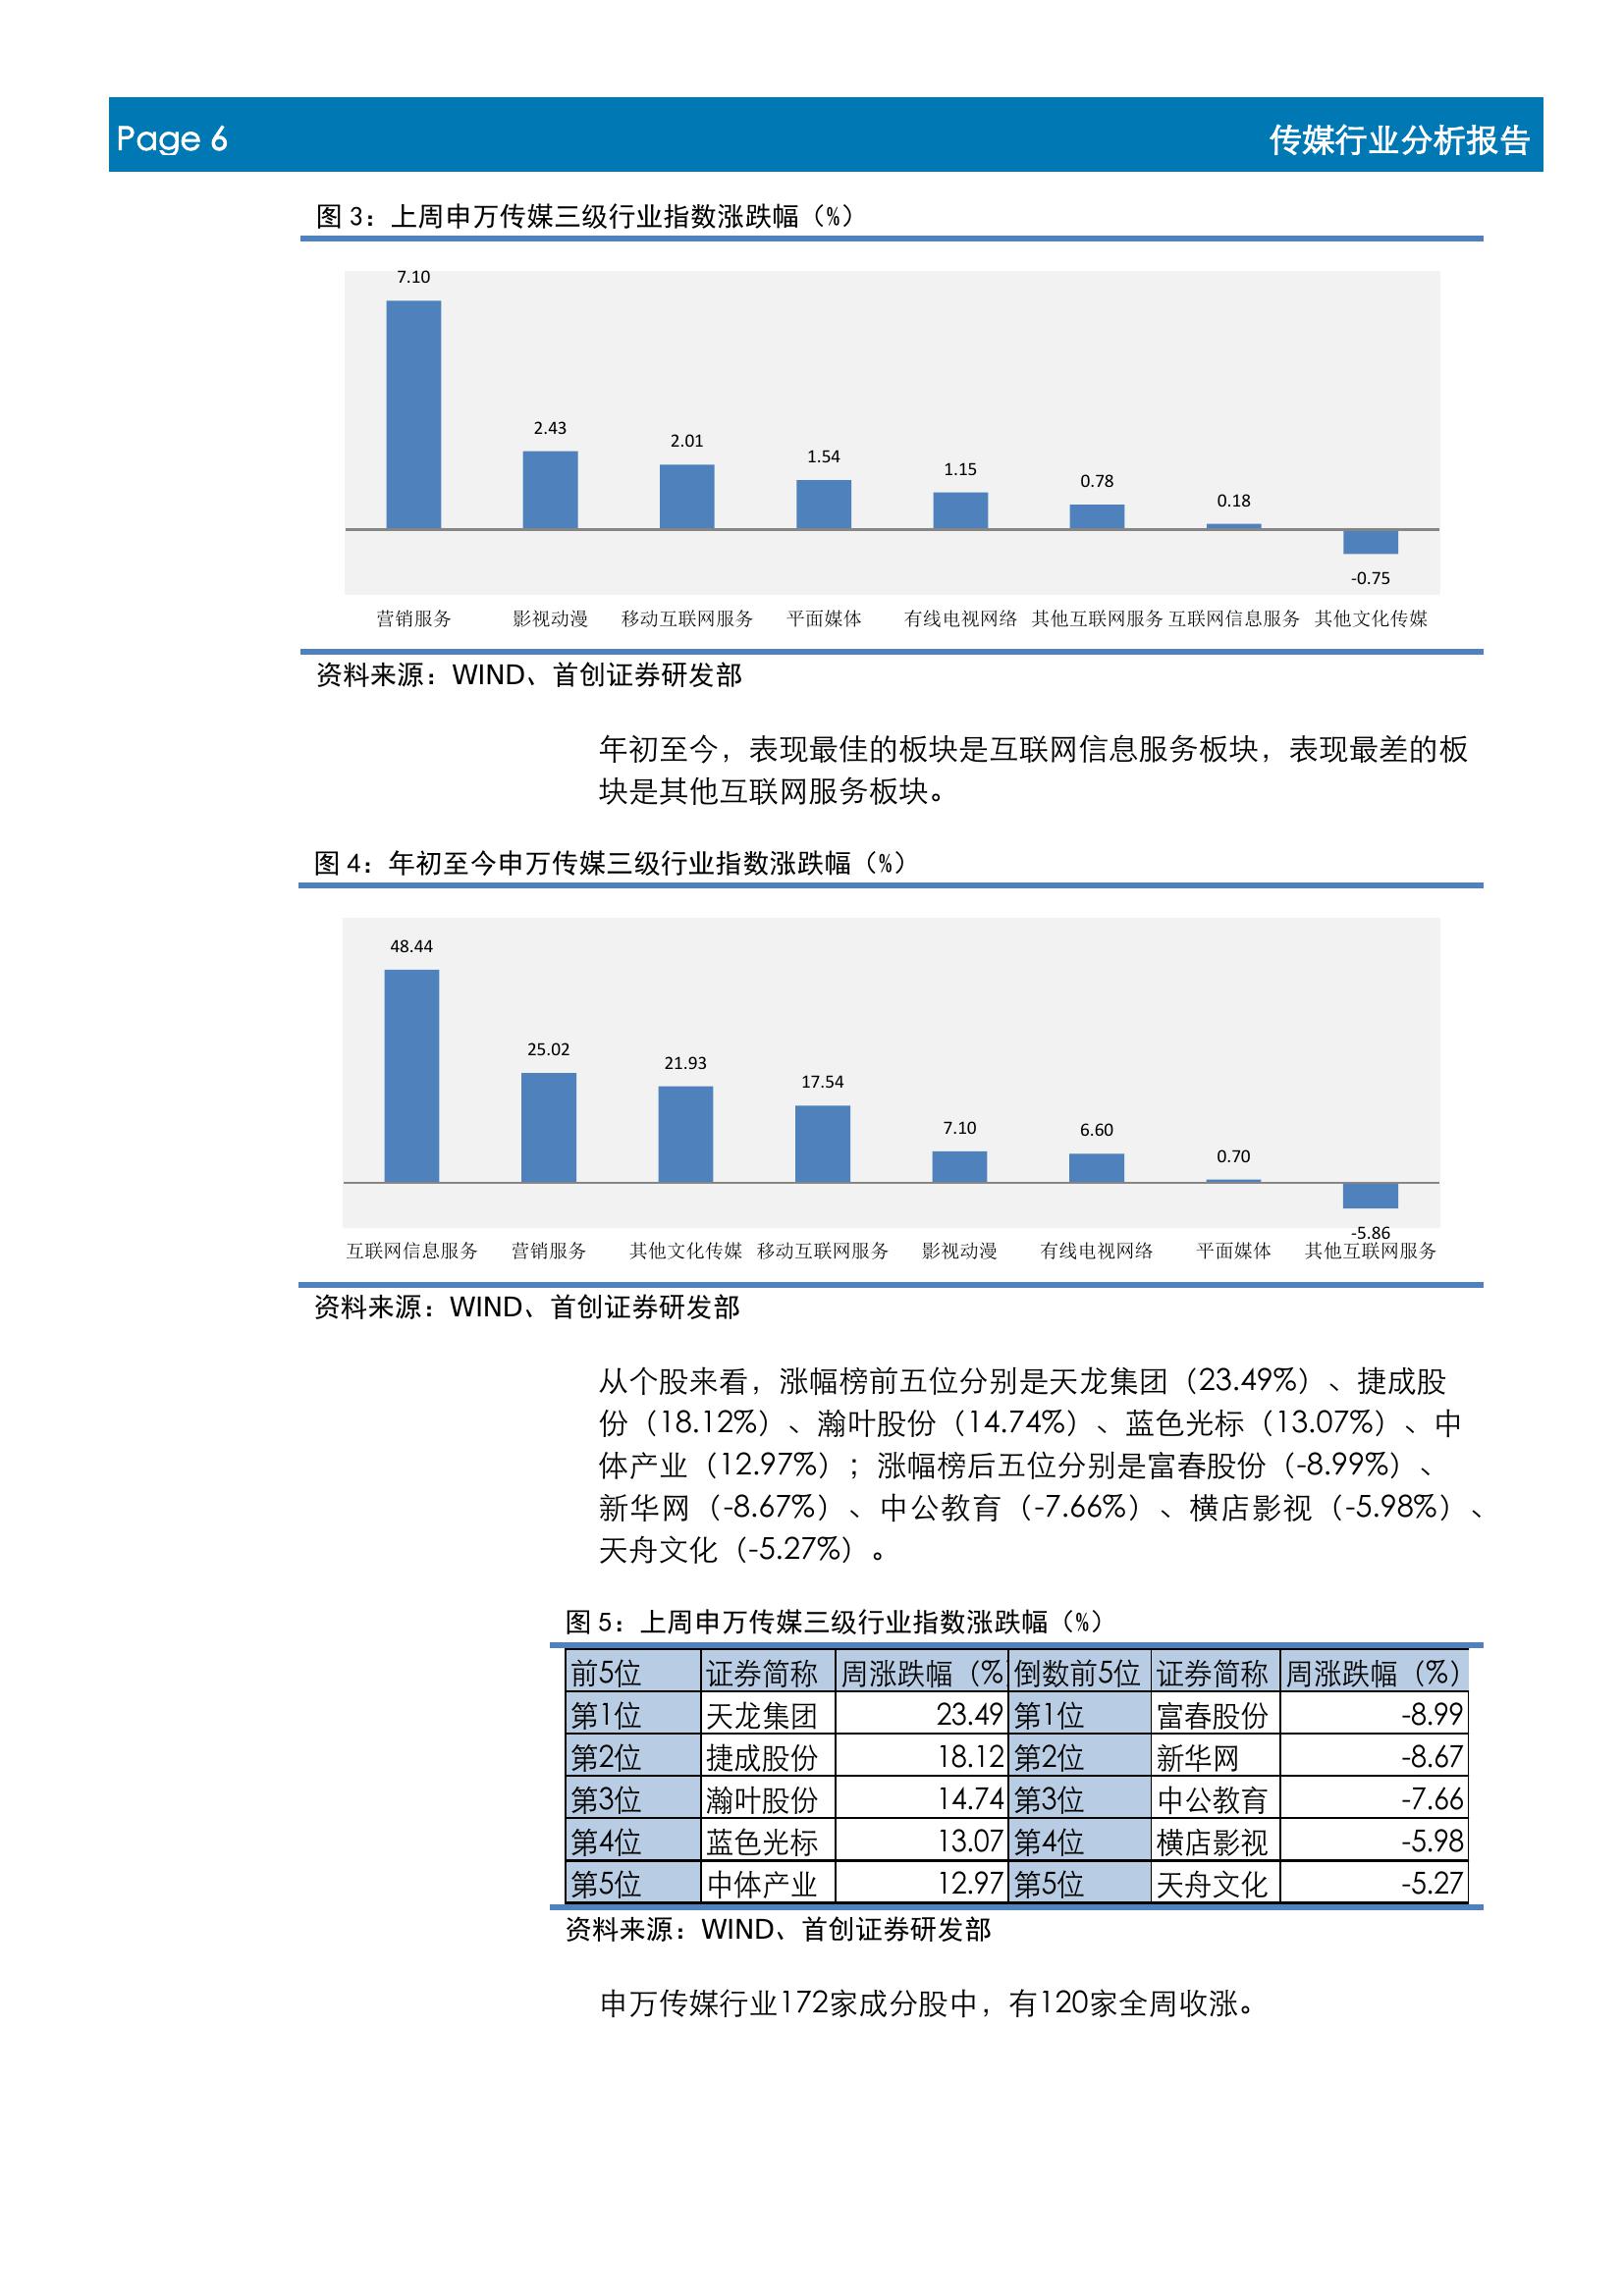 Page 6
传媒行业分析报告
图 3：上周申万传媒三级行业指数涨跌幅（%）
7.10
2.43
2.01
1.54
1.15
0.78
0.18
-0.75
营销服务 影视动漫 移动互联网服务 平面媒体 有线电视网络 其他互联网服务 互联网信息服务 其他文化传媒
资料来源：WIND、首创证券研发部
年初至今，表现最佳的板块是互联网信息服务板块，表现最差的板
块是其他互联网服务板块。
图 4：年初至今申万传媒三级行业指数涨跌幅（%）
48.44
25.02
21.93
17.54
7.10
6.60
0.70
-5.86
互联网信息服务 营销服务 其他文化传媒 移动互联网服务 影视动漫 有线电视网络 平面媒体 其他互联网服务
资料来源：WIND、首创证券研发部
从个股来看，涨幅榜前五位分别是天龙集团（23.49%）、捷成股
份（18.12%）、瀚叶股份（14.74%）、蓝色光标（13.07%）、中
体产业（12.97%）；涨幅榜后五位分别是富春股份（-8.99%）、
新华网（-8.67%）、中公教育（-7.66%）、横店影视（-5.98%）、
天舟文化（-5.27%）。
图 5：上周申万传媒三级行业指数涨跌幅（%）
前5位 证券简称 周涨跌幅（% 倒数前5位 证券简称 周涨跌幅（%）
第1位 天龙集团 23.49 第1位 富春股份 -8.99
第2位 捷成股份 18.12 第2位 新华网 -8.67
第3位 瀚叶股份 14.74 第3位 中公教育 -7.66
第4位 蓝色光标 13.07 第4位 横店影视 -5.98
第5位 中体产业 12.97 第5位 天舟文化 -5.27
资料来源：WIND、首创证券研发部
申万传媒行业172家成分股中，有120家全周收涨。